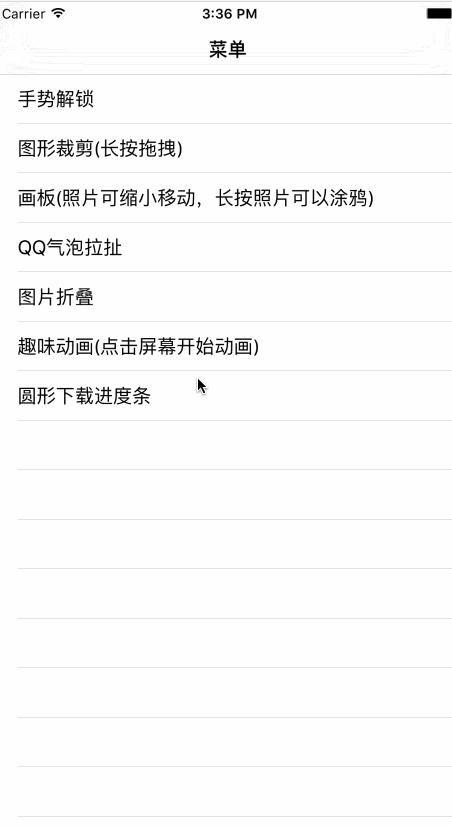 Carrier 3:36 PM
菜单
手势解锁
图形裁剪(长按拖拽)
画板(照片可缩小移动，长按照片可以涂鸦)
QQ气泡拉扯
图片折叠
趣味动画(点击屏幕开始动画)
圆形下载进度条